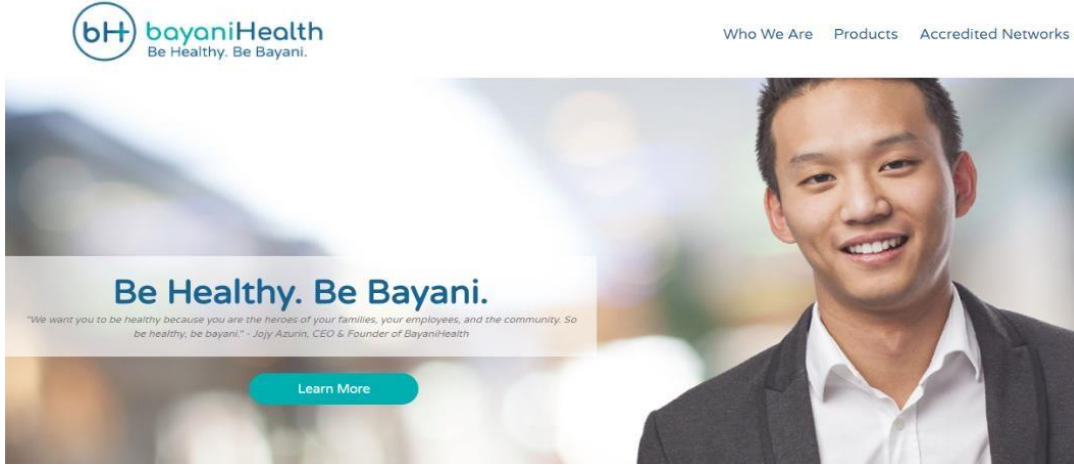 bH bayaniHealth
Be Healthy. Be Bayani.
Who We Are Products Accredited Networks
Be Healthy. Be Bayani.
"We want you to be healthy because you are the heroes of your families, your employees, and the community. So
be healthy, be bayani." - Jojy Azurin, CEO & Founder of BayaniHealth
Learn More